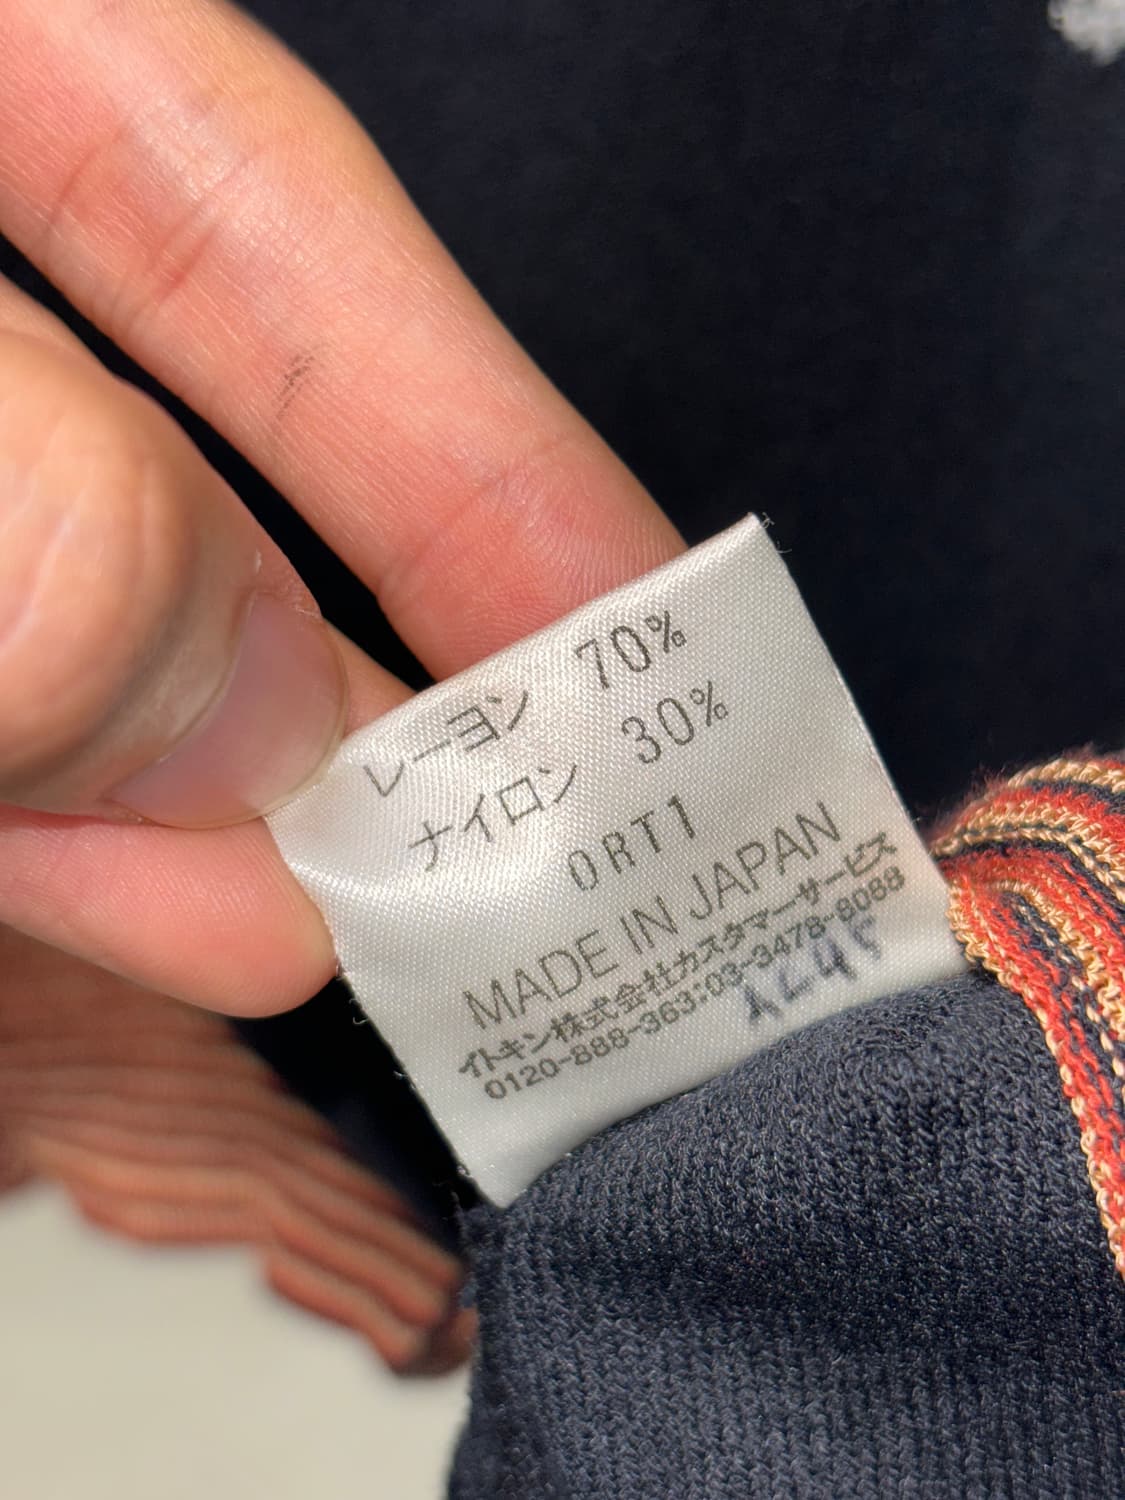 レーヨン 70%
ナイロン 30%
ORT1
MADE IN JAPAN
イトキン株式会社カスタマーサービス
0120-888-363:03-3478-8088